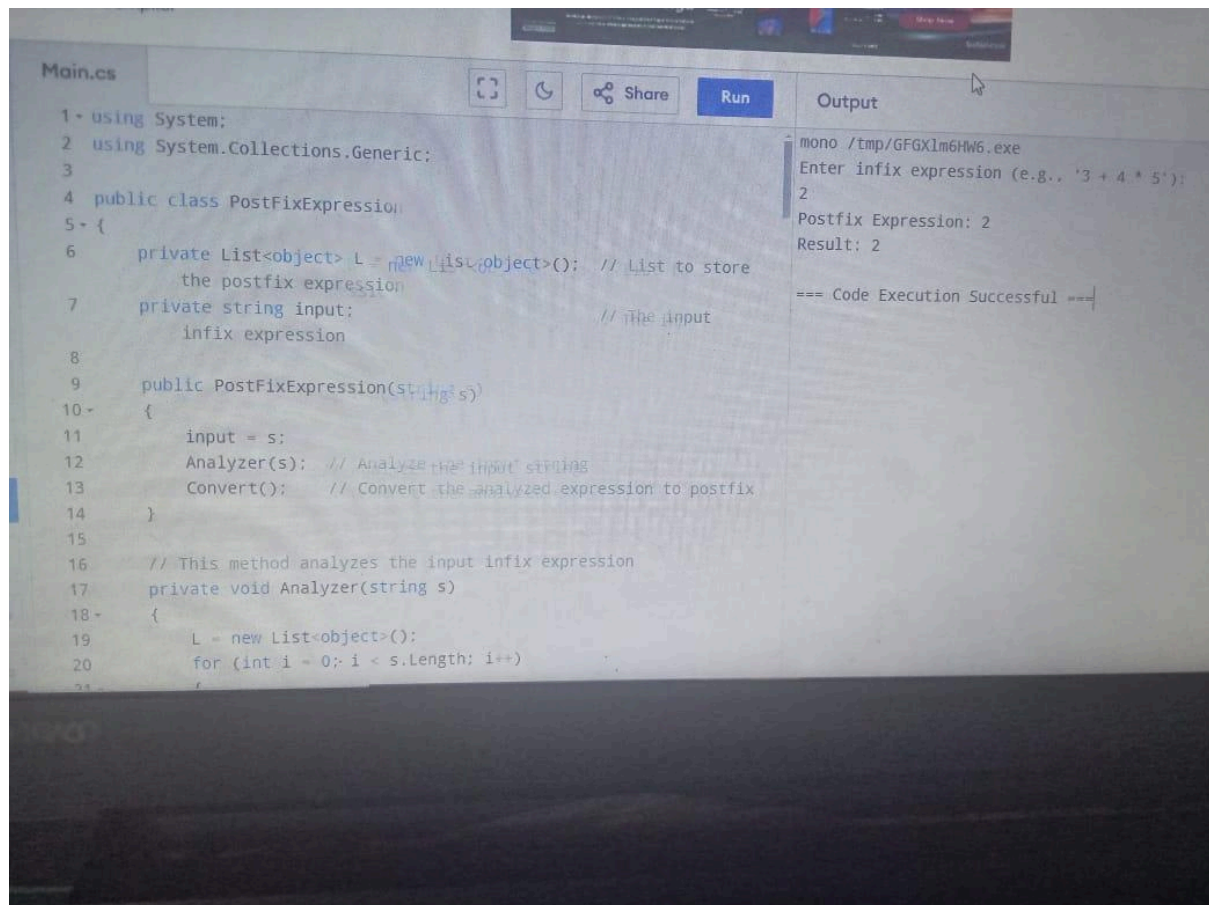 Main.cs
Share
Run
Output
1 using System;
2 using System.Collections.Generic;
3
4 public class PostFixExpression
5 {
6 private List<object> L = new List<object>(); // List to store
the postfix expression
7 private string input; // The input
infix expression
8
9 public PostFixExpression(string s)
10 {
11 input = s;
12 Analyzer(s); // Analyze the input string
13 Convert(); // Convert the analyzed expression to postfix
14 }
15
16 // This method analyzes the input infix expression
17 private void Analyzer(string s)
18 {
19 L = new List<object>();
20 for (int i = 0; i < s.Length; i++)
21 {
mono /tmp/GFGXlm6HW6.exe
Enter infix expression (e.g., '3 + 4 * 5'):
2
Postfix Expression: 2
Result: 2
=== Code Execution Successful ===